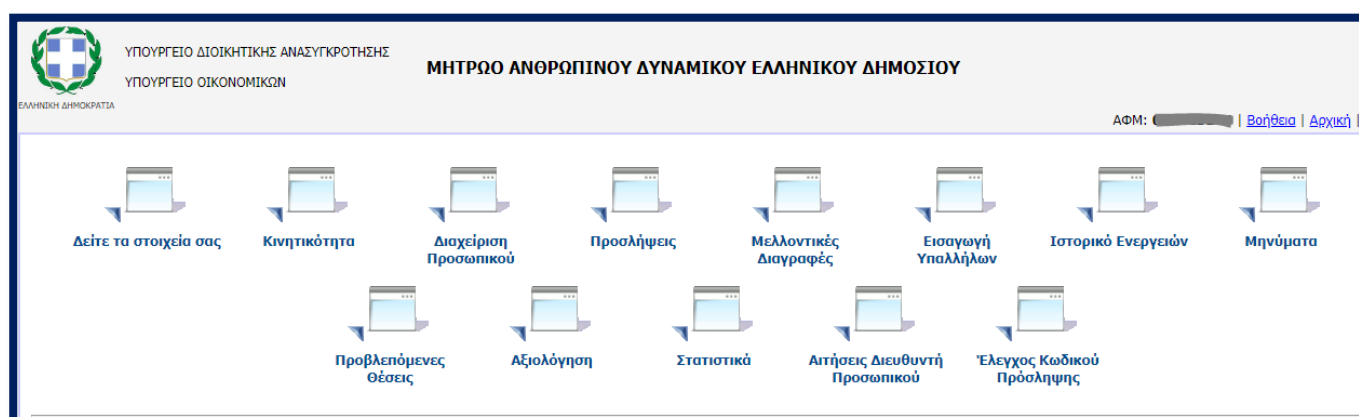 ΥΠΟΥΡΓΕΙΟ ΔΙΟΙΚΗΤΙΚΗΣ ΑΝΑΣΥΓΚΡΟΤΗΣΗΣ
ΥΠΟΥΡΓΕΙΟ ΟΙΚΟΝΟΜΙΚΩΝ
ΕΛΛΗΝΙΚΗ ΔΗΜΟΚΡΑΤΙΑ
ΜΗΤΡΩΟ ΑΝΘΡΩΠΙΝΟΥ ΔΥΝΑΜΙΚΟΥ ΕΛΛΗΝΙΚΟΥ ΔΗΜΟΣΙΟΥ
ΑΦΜ: | Βοήθεια | Αρχική |
Δείτε τα στοιχεία σας
Κινητικότητα
Διαχείριση
Προσωπικού
Προσλήψεις
Μελλοντικές
Διαγραφές
Εισαγωγή
Υπαλλήλων
Ιστορικό Ενεργειών
Μηνύματα
Προβλεπόμενες
Θέσεις
Αξιολόγηση
Στατιστικά
Αιτήσεις Διευθυντή
Προσωπικού
Έλεγχος Κωδικού
Πρόσληψης